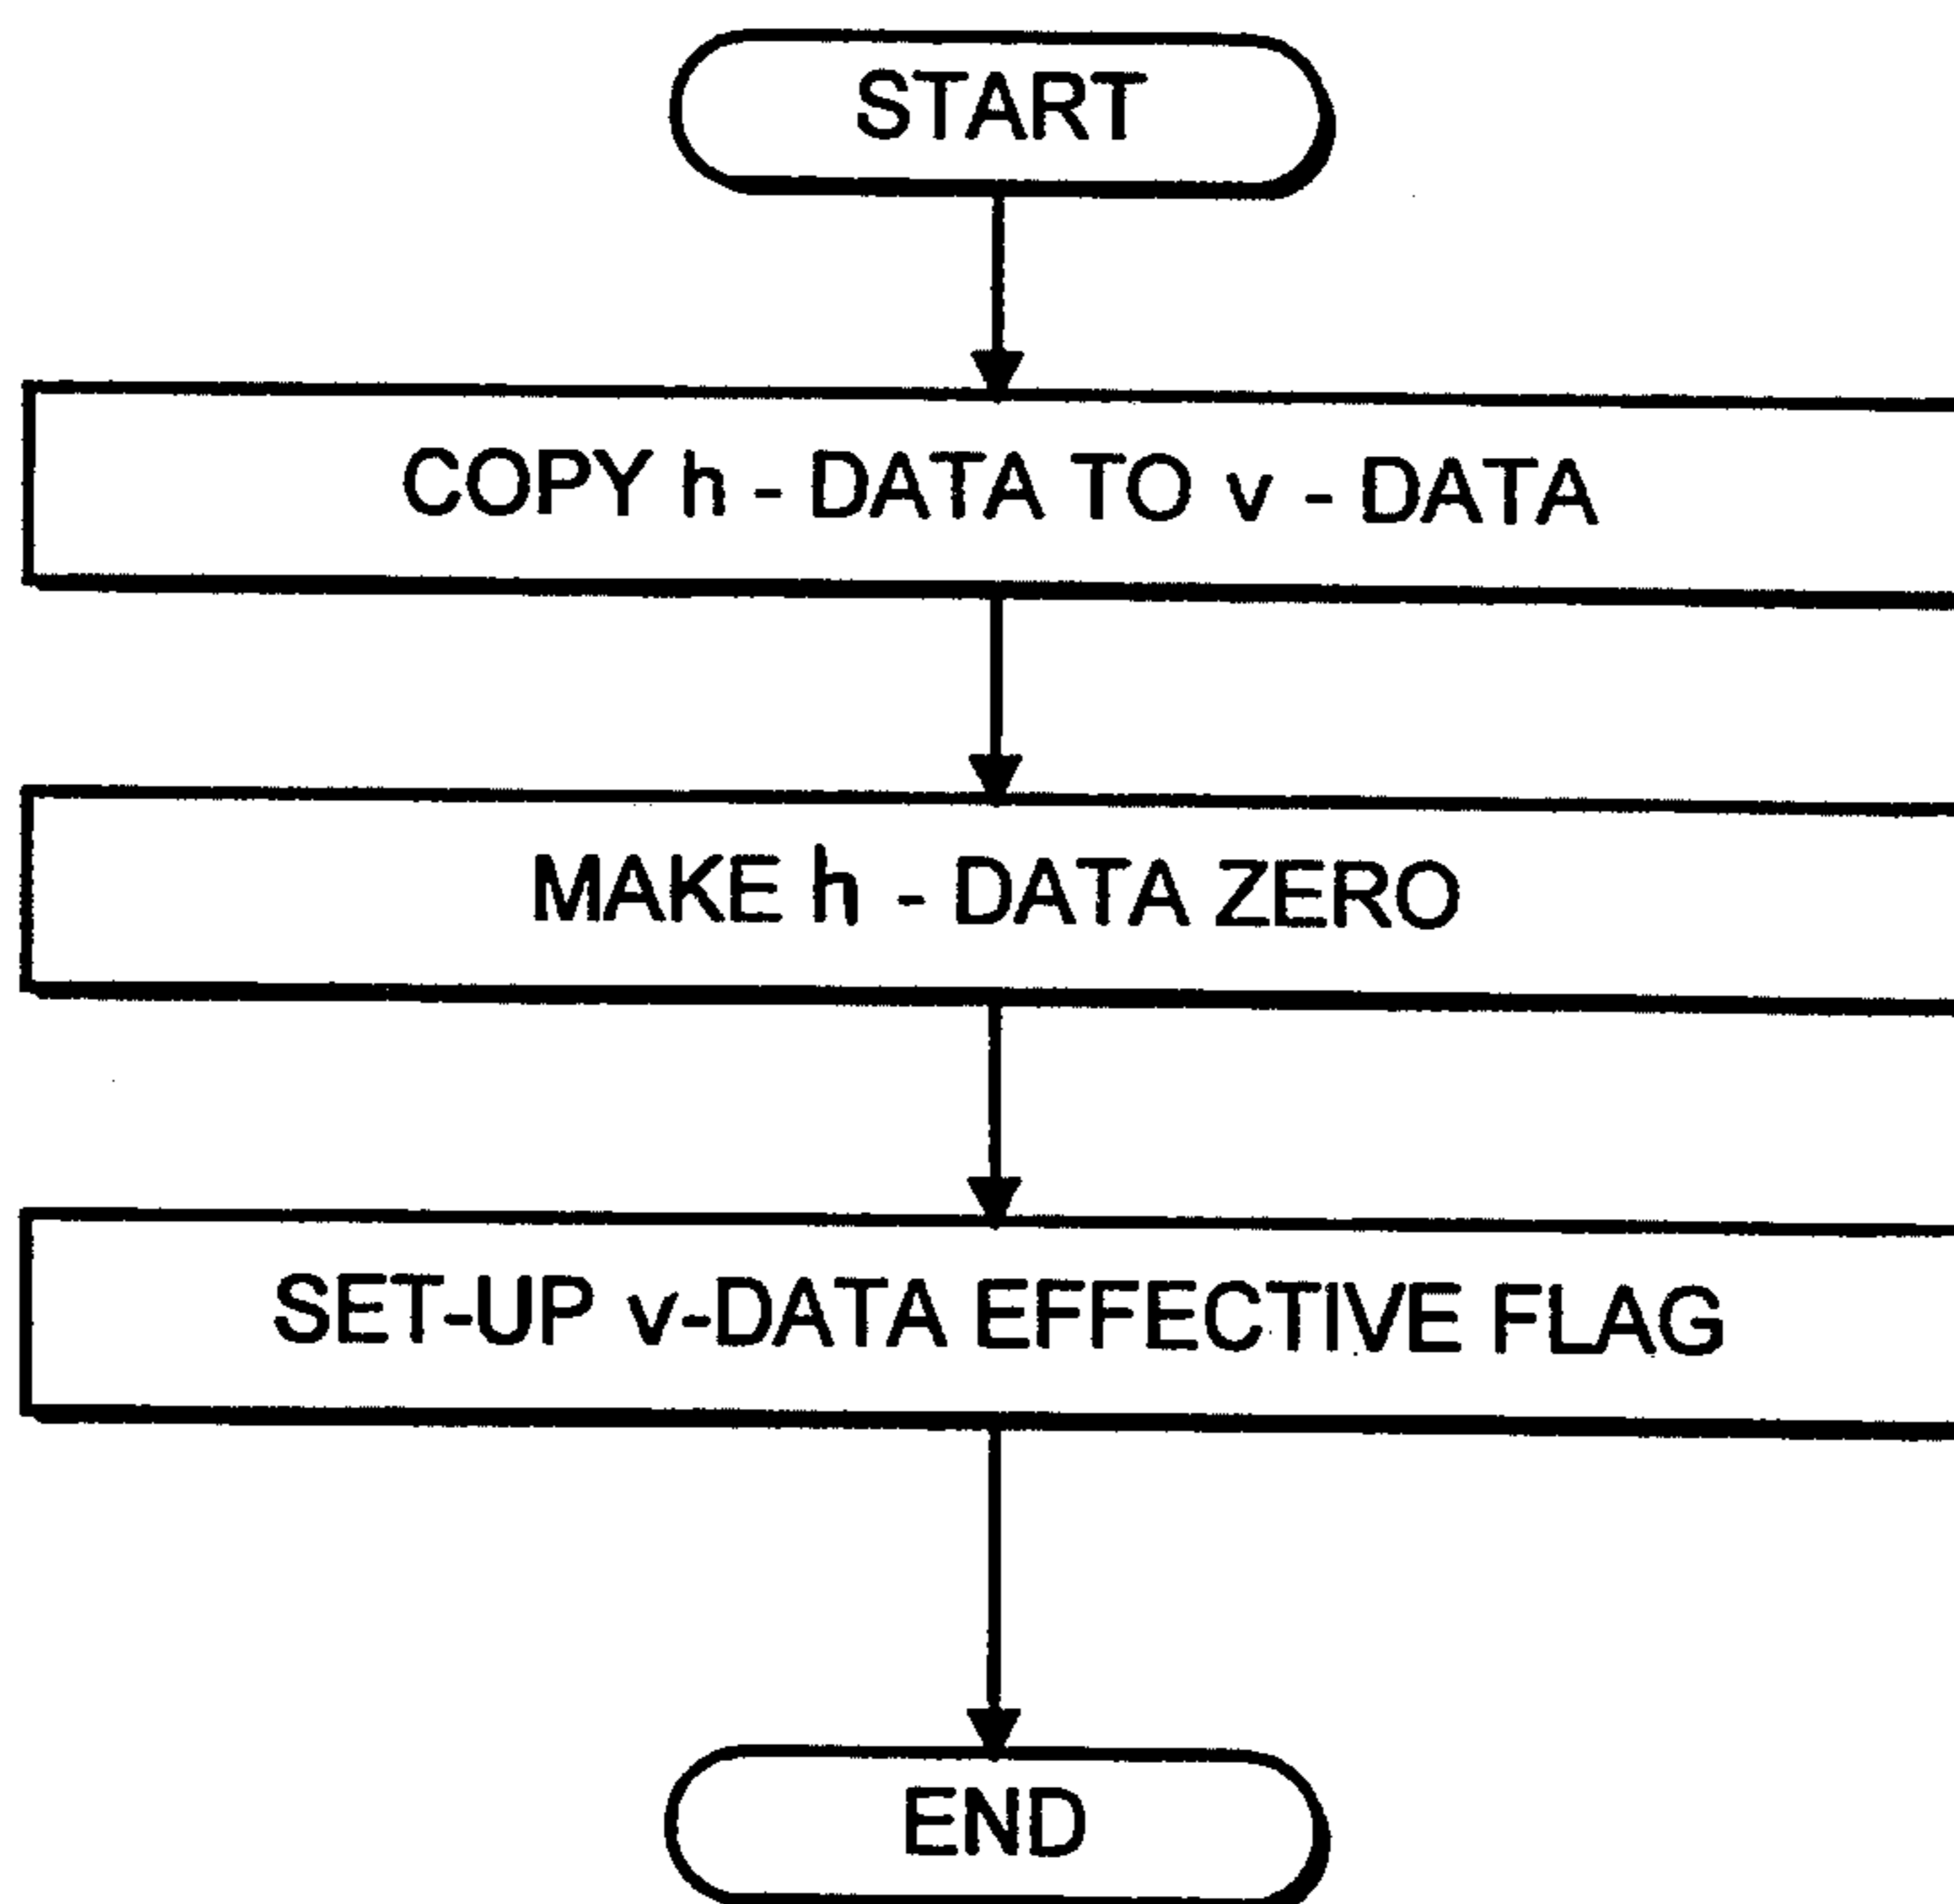 START
COPY h - DATA TO v - DATA
MAKE h - DATA ZERO
SET-UP v-DATA EFFECTIVE FLAG
END